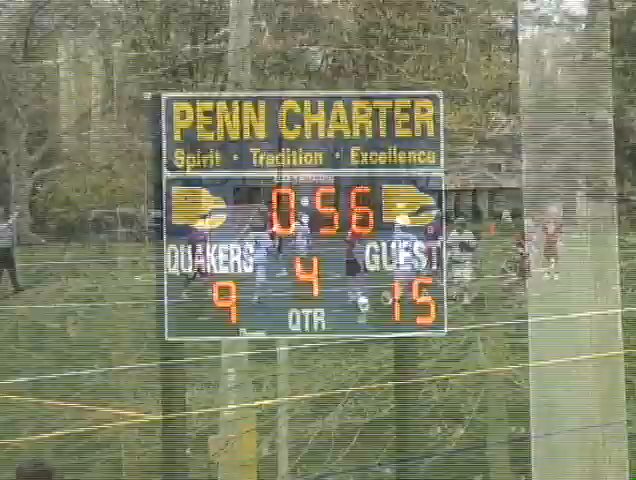 PENN CHARTER
Spirit · Tradition · Excellence
0:56
QUAKERS 4 GUEST
9 QTR 15